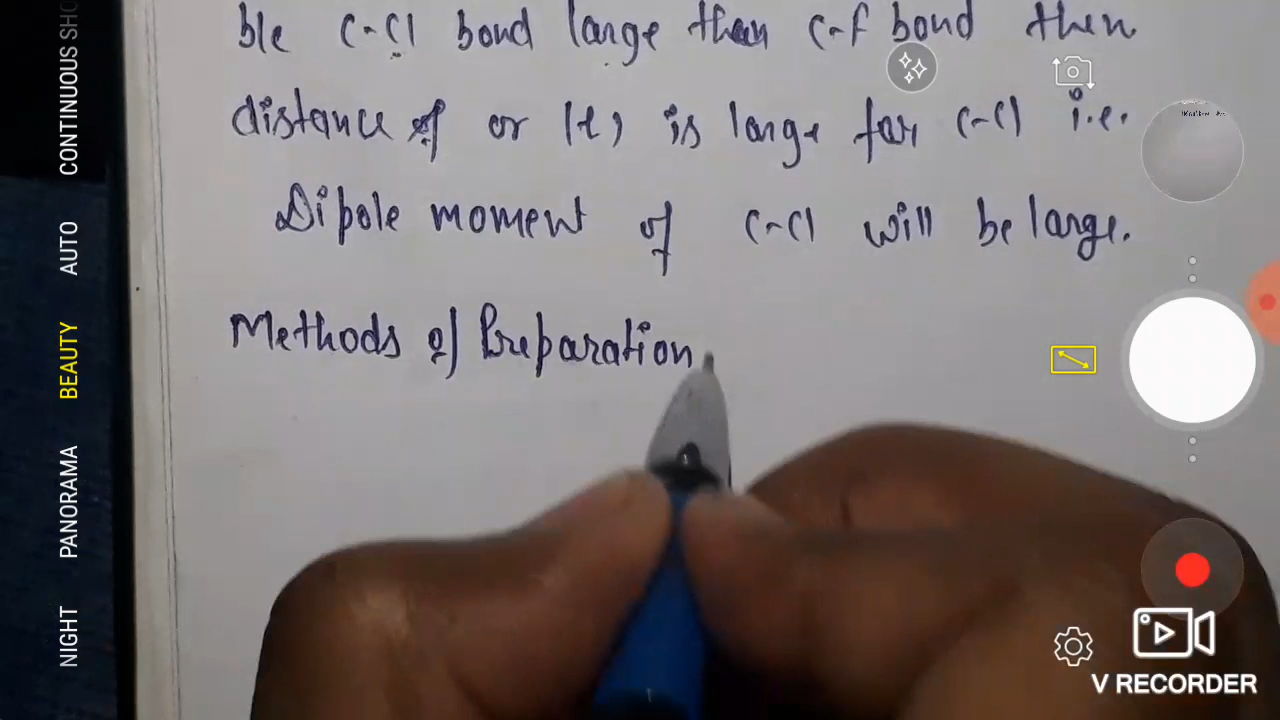 ble C-Cl bond large than C-F bond then
distance of or (r) is large for C-Cl i.e.
Dipole moment of C-Cl will be large.
Methods of Preparation
CONTINUOUS SHO
AUTO
BEAUTY
PANORAMA
NIGHT
V RECORDER